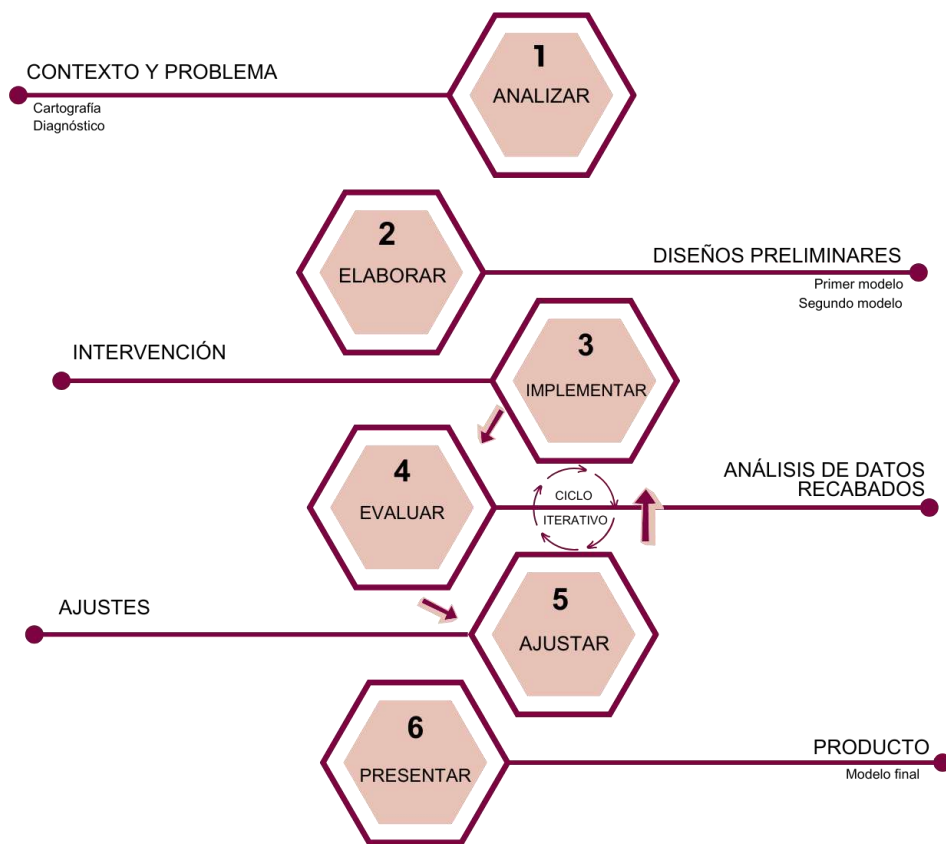 1
ANALIZAR
CONTEXTO Y PROBLEMA
Cartografía
Diagnóstico
2
ELABORAR
DISEÑOS PRELIMINARES
Primer modelo
Segundo modelo
3
IMPLEMENTAR
INTERVENCIÓN
4
EVALUAR
CICLO
ITERATIVO
ANÁLISIS DE DATOS
RECABADOS
5
AJUSTAR
AJUSTES
6
PRESENTAR
PRODUCTO
Modelo final